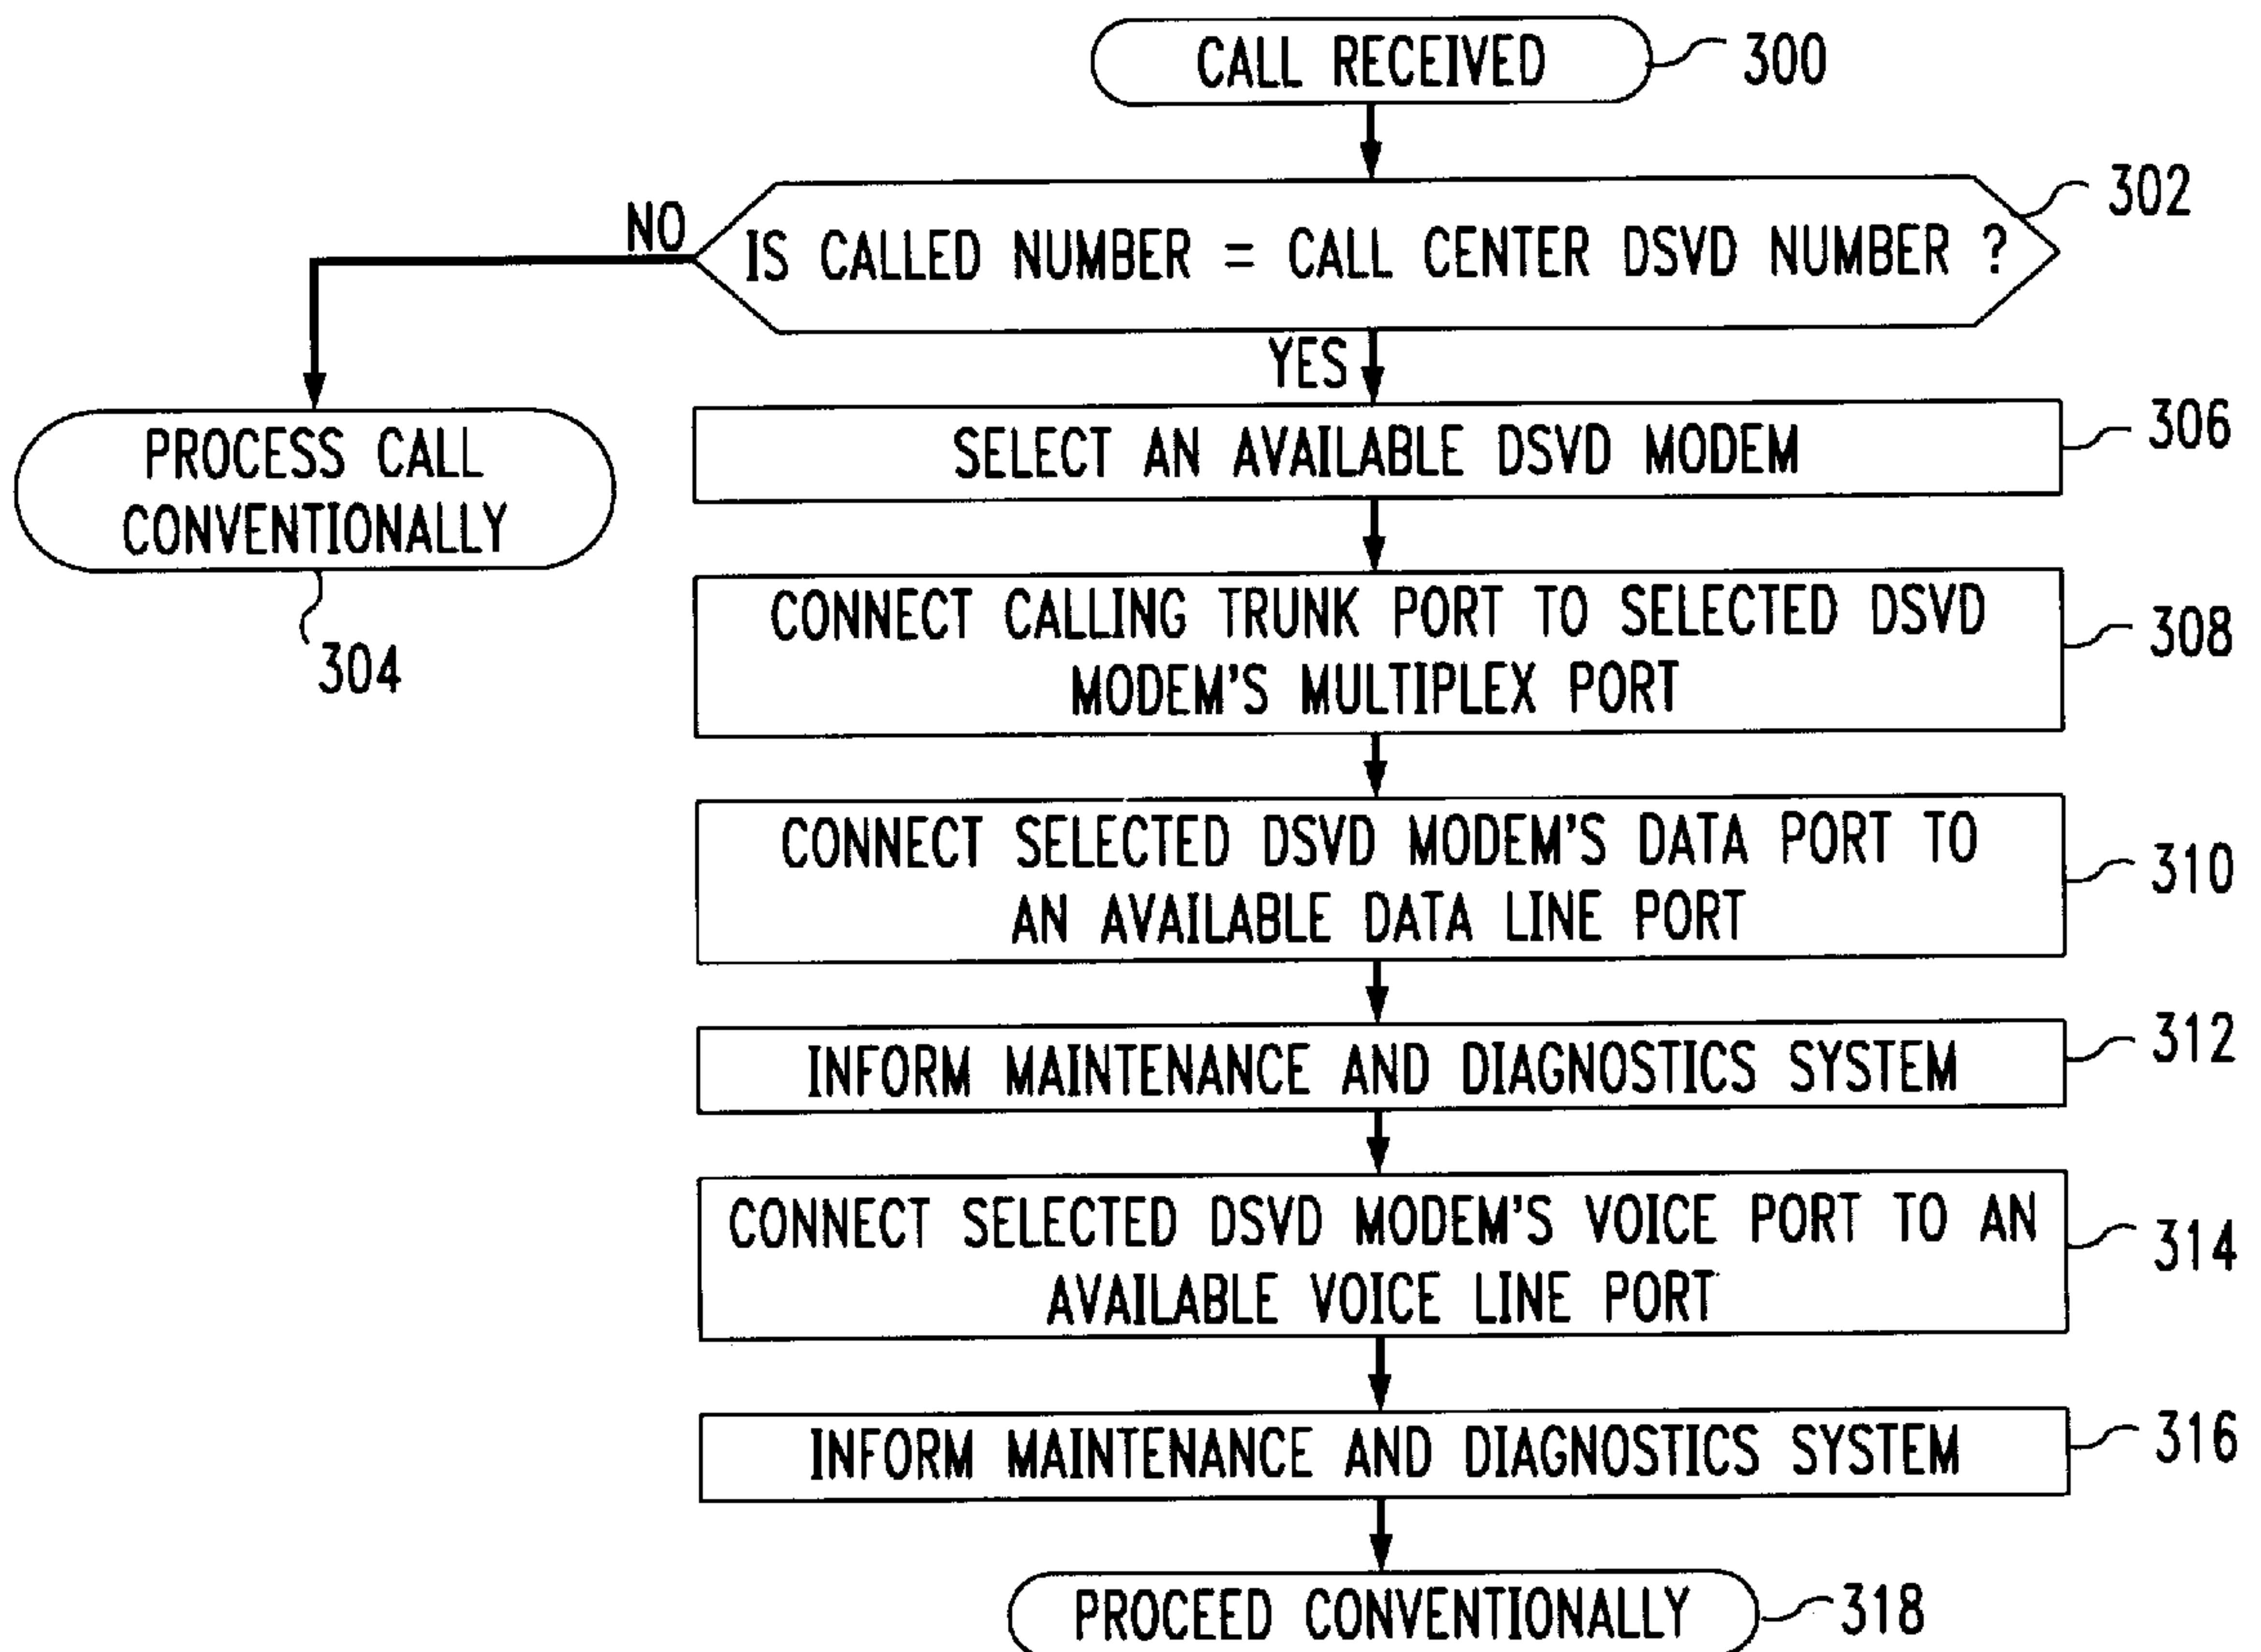 CALL RECEIVED
300
302
NO
IS CALLED NUMBER = CALL CENTER DSVD NUMBER ?
YES
PROCESS CALL
CONVENTIONALLY
304
SELECT AN AVAILABLE DSVD MODEM
306
CONNECT CALLING TRUNK PORT TO SELECTED DSVD
MODEM'S MULTIPLEX PORT
308
CONNECT SELECTED DSVD MODEM'S DATA PORT TO
AN AVAILABLE DATA LINE PORT
310
INFORM MAINTENANCE AND DIAGNOSTICS SYSTEM
312
CONNECT SELECTED DSVD MODEM'S VOICE PORT TO AN
AVAILABLE VOICE LINE PORT
314
INFORM MAINTENANCE AND DIAGNOSTICS SYSTEM
316
PROCEED CONVENTIONALLY
318